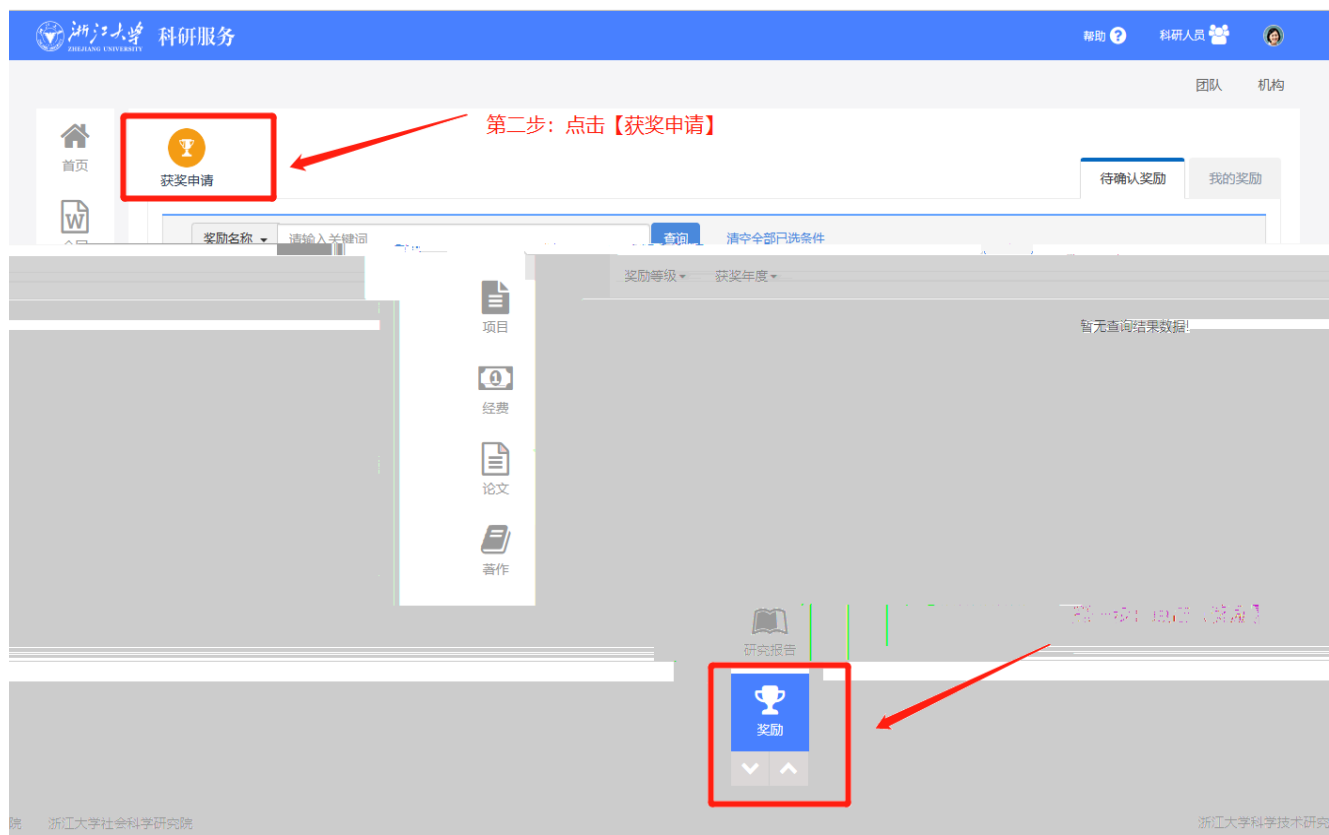 浙江大学 科研服务
ZHEJIANG UNIVERSITY
帮助
科研人员
团队 机构
首页
获奖申请
第二步：点击【获奖申请】
待确认奖励 我的奖励
奖励名称 请输入关键词 查询 清空全部已选条件
奖励等级 获奖年度
项目
暂无查询结果数据!
经费
论文
著作
研究报告
奖励
浙江大学社会科学研究院
浙江大学科学技术研究